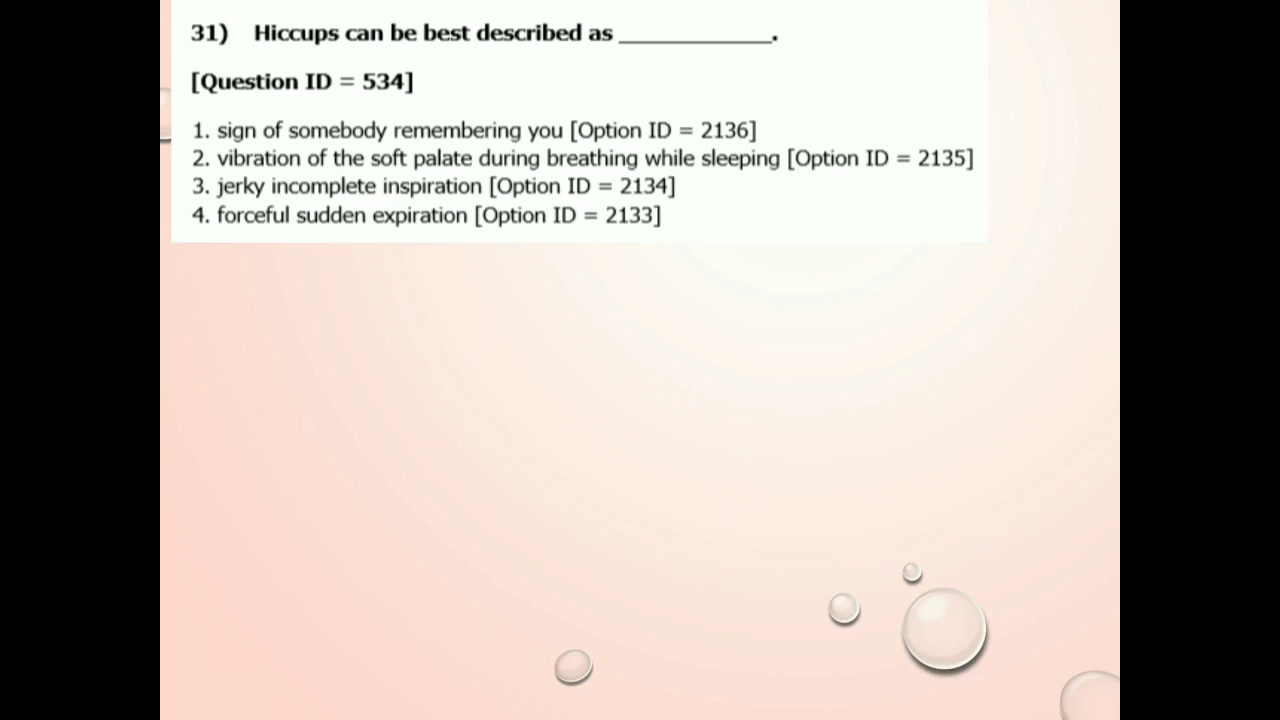 31) Hiccups can be best described as ____________.
[Question ID = 534]
1. sign of somebody remembering you [Option ID = 2136]
2. vibration of the soft palate during breathing while sleeping [Option ID = 2135]
3. jerky incomplete inspiration [Option ID = 2134]
4. forceful sudden expiration [Option ID = 2133]